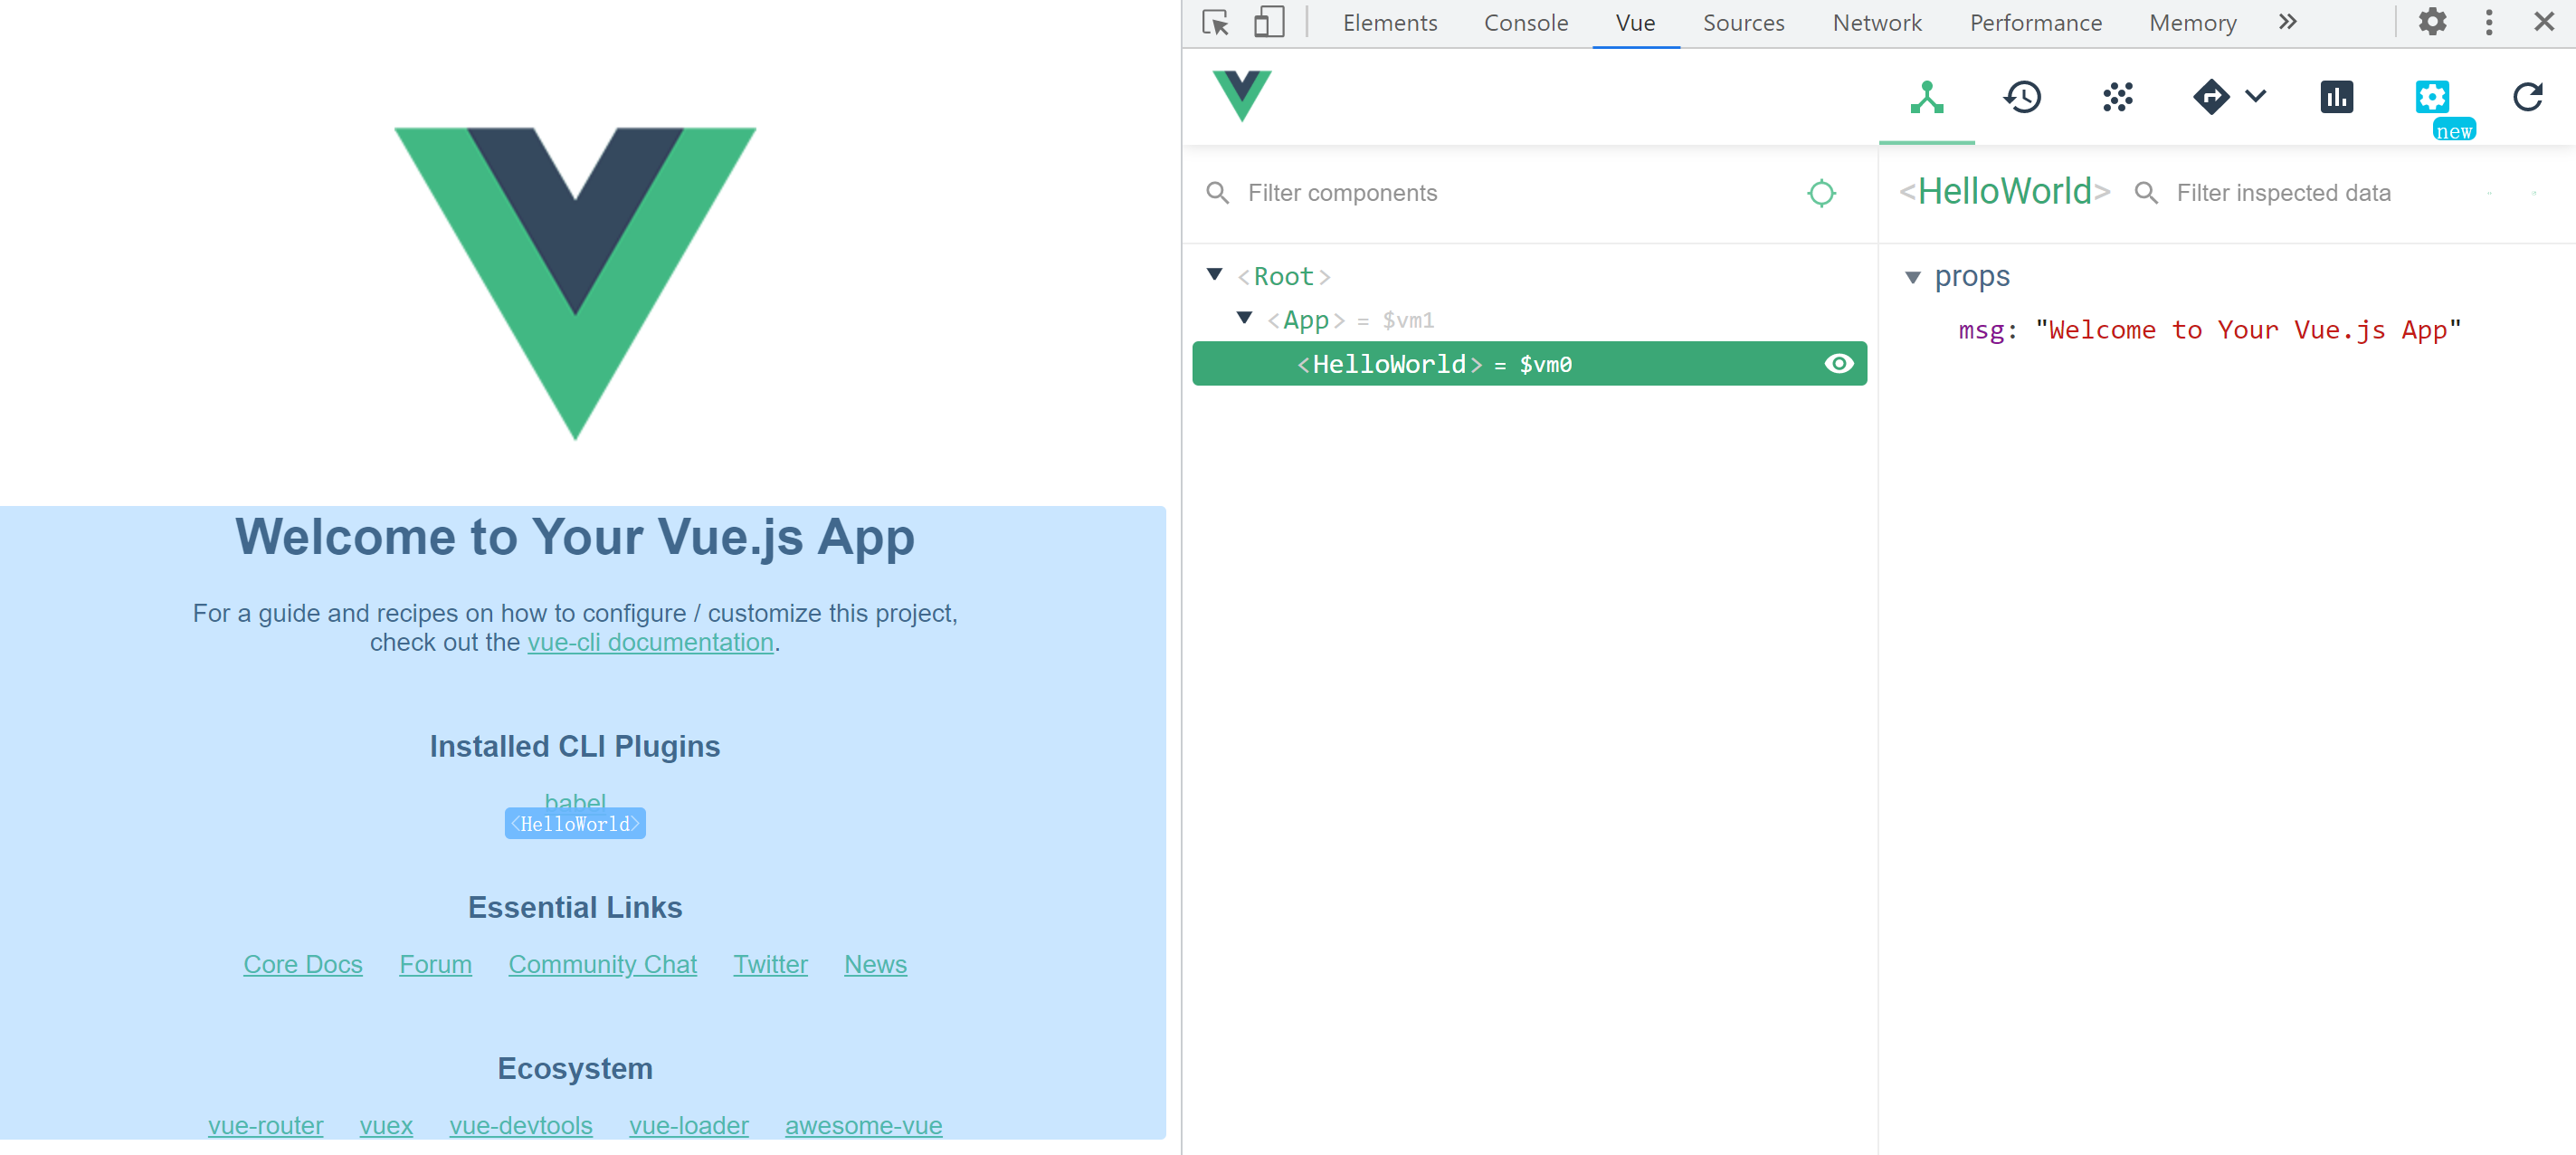 Welcome to Your Vue.js App
For a guide and recipes on how to configure / customize this project,
check out the vue-cli documentation.
Installed CLI Plugins
babel
<HelloWorld>
Essential Links
Core Docs Forum Community Chat Twitter News
Ecosystem
vue-router vuex vue-devtools vue-loader awesome-vue
Elements Console Vue Sources Network Performance Memory
new
Filter components
<Root>
<App> = $vm1
<HelloWorld> = $vm0
<HelloWorld> Filter inspected data
props
msg: "Welcome to Your Vue.js App"